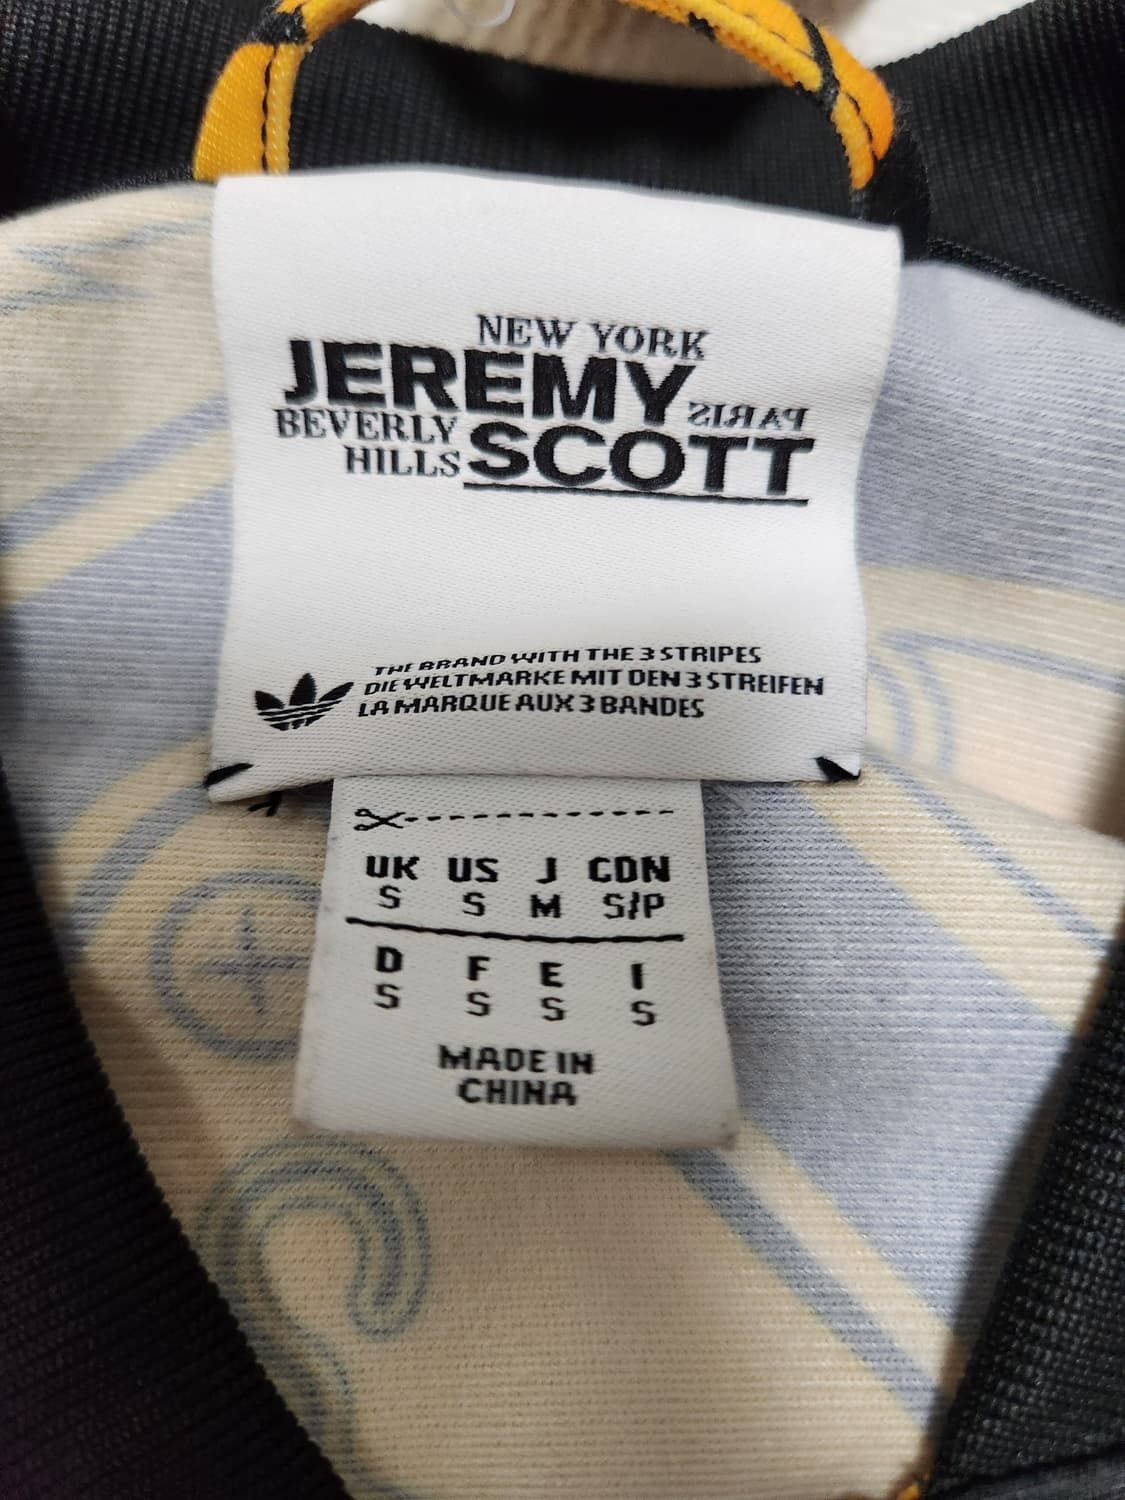 NEW YORK
JEREMY
PARIS
BEVERLY
HILLS
SCOTT
THE BRAND WITH THE 3 STRIPES
DIE WELTMARKE MIT DEN 3 STREIFEN
LA MARQUE AUX 3 BANDES
UK US J CDN
S S M S/P
D F E I
S S S S
MADE IN
CHINA